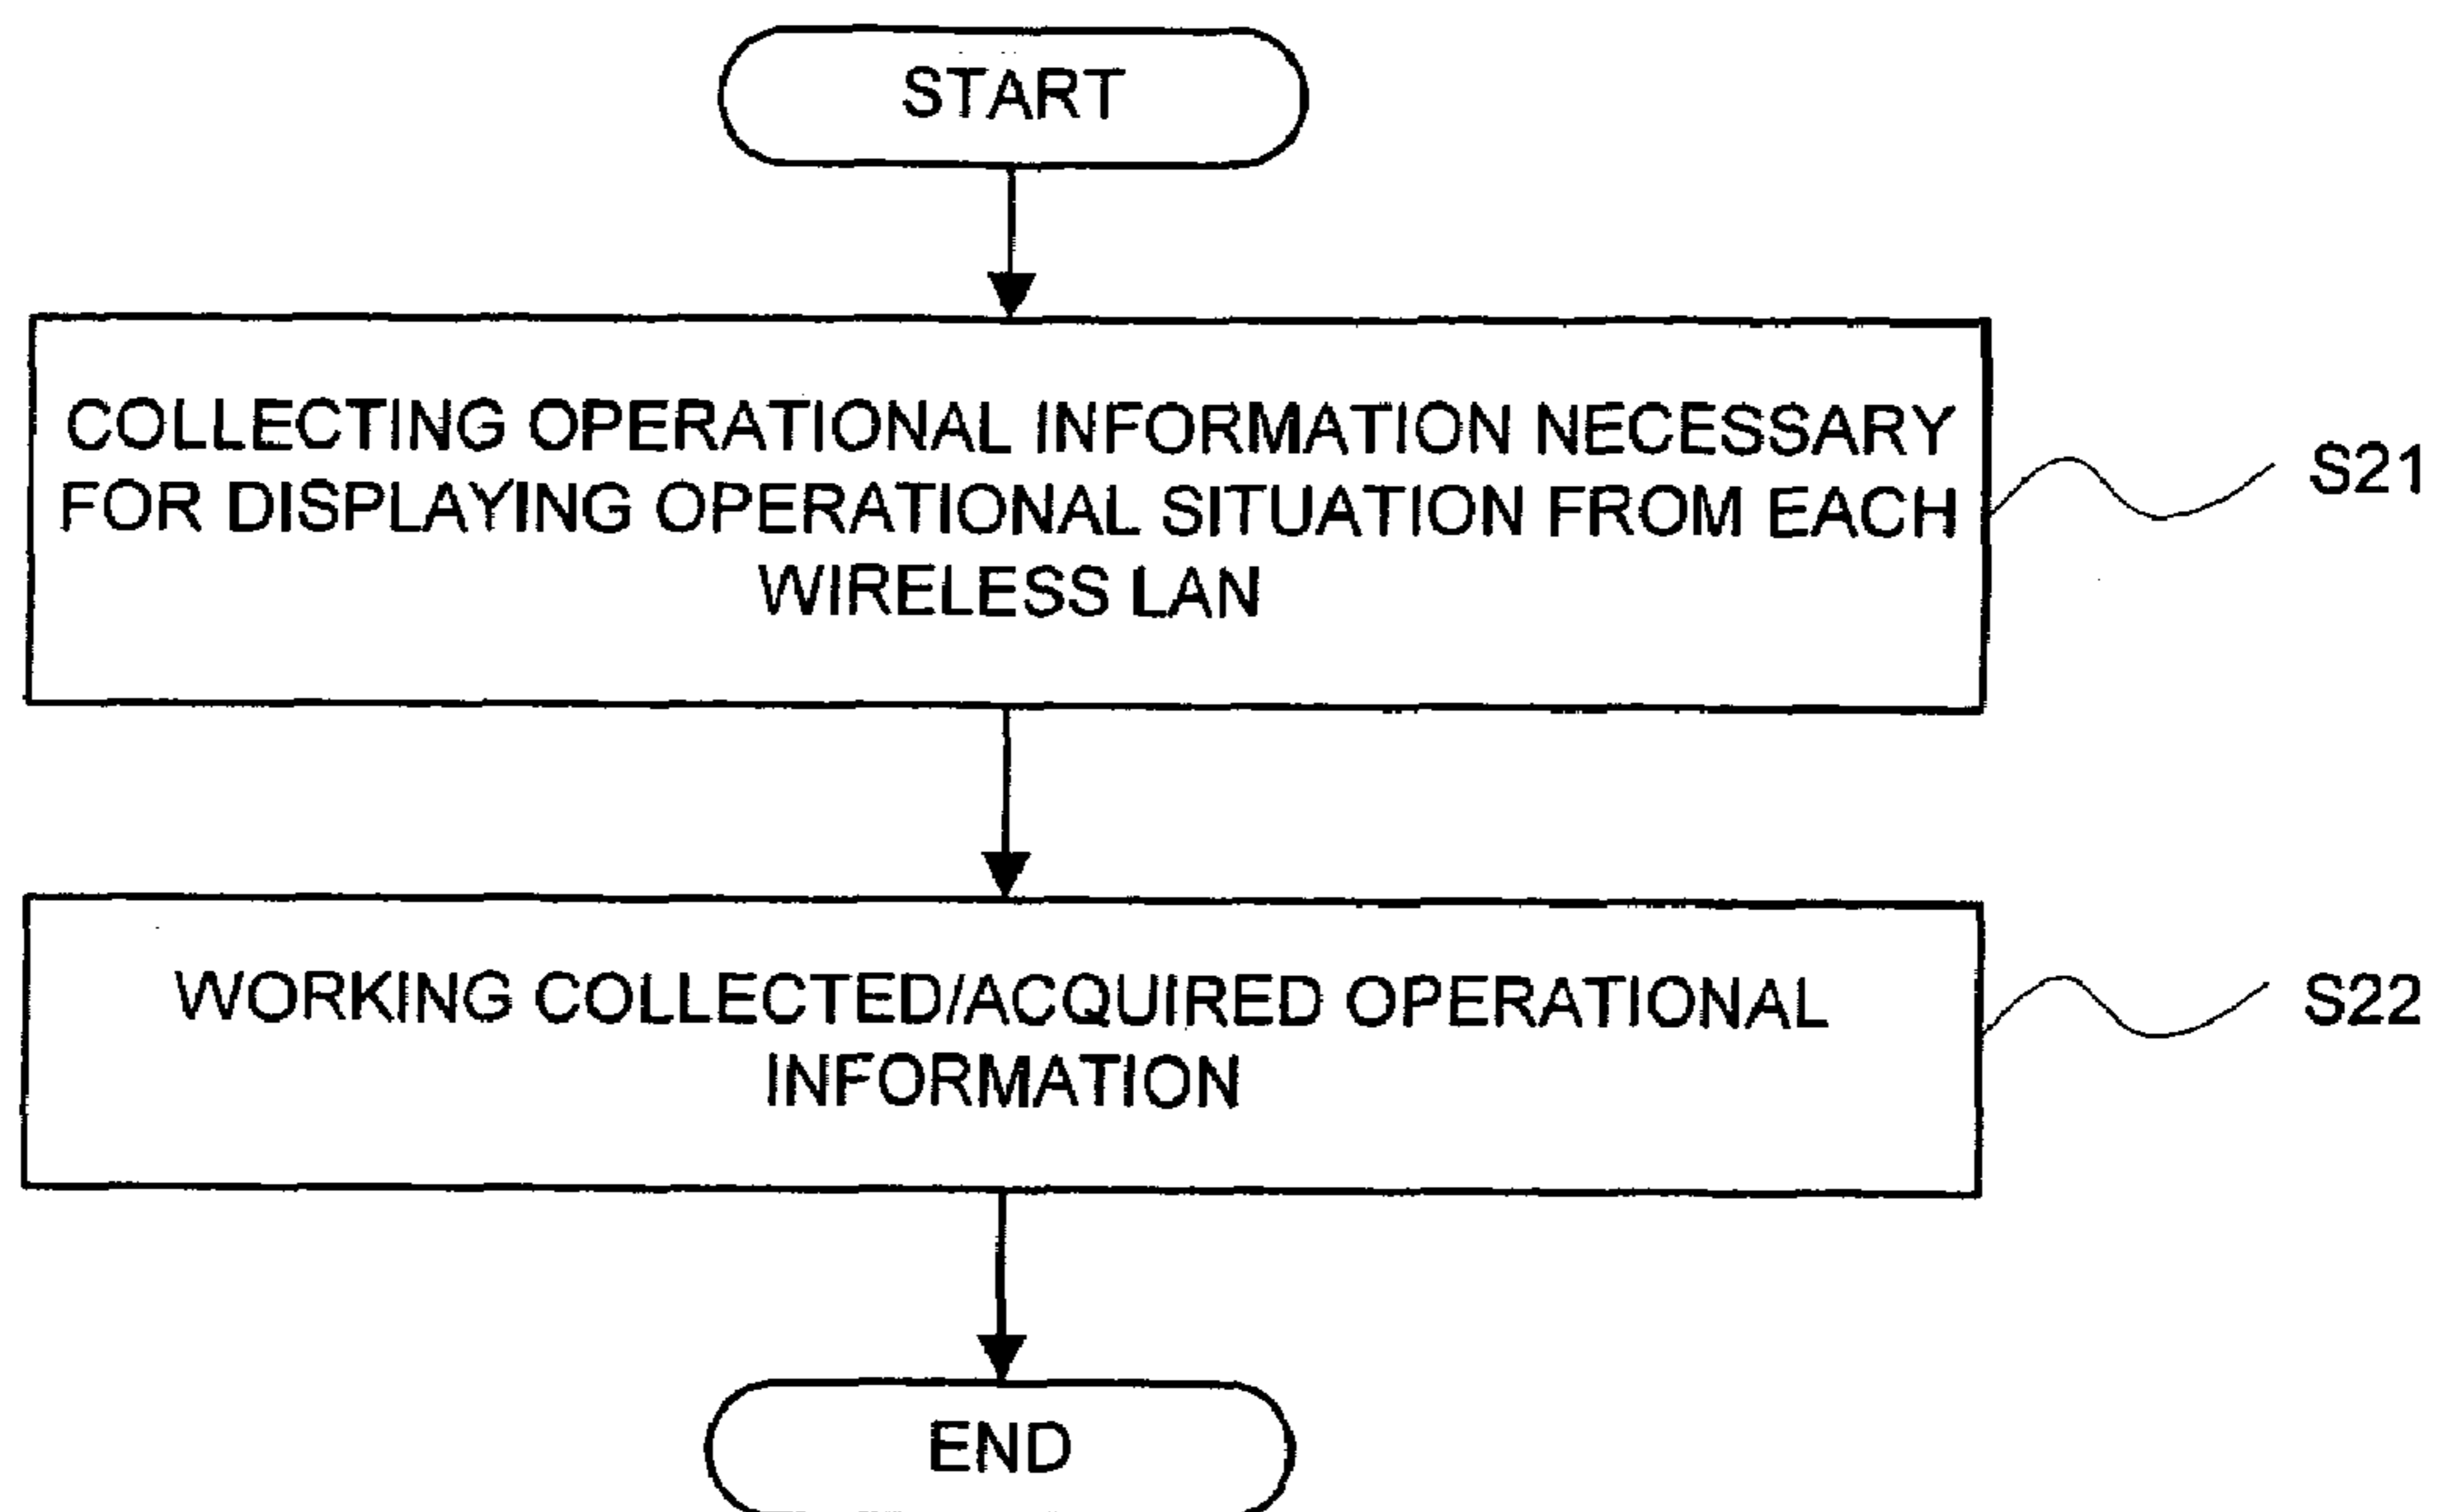 START
COLLECTING OPERATIONAL INFORMATION NECESSARY
FOR DISPLAYING OPERATIONAL SITUATION FROM EACH
WIRELESS LAN
S21
WORKING COLLECTED/ACQUIRED OPERATIONAL
INFORMATION
S22
END